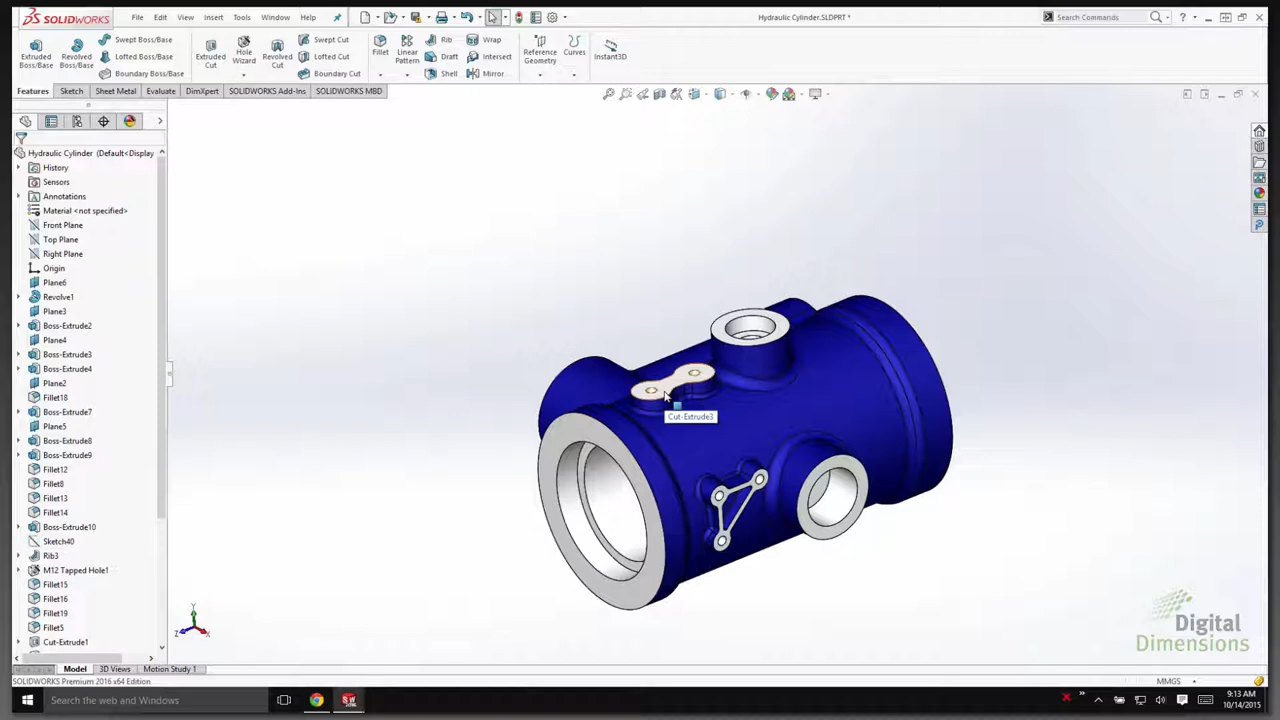 SOLIDWORKS File Edit View Insert Tools Window Help Hydraulic Cylinder.SLDPRT * Search Commands
Extruded Boss/Base Revolved Boss/Base Swept Boss/Base Lofted Boss/Base Boundary Boss/Base Extruded Cut Hole Wizard Revolved Cut Swept Cut Lofted Cut Boundary Cut Fillet Linear Pattern Rib Draft Shell Wrap Intersect Mirror Reference Geometry Curves Instant3D
Features Sketch Sheet Metal Evaluate DimXpert SOLIDWORKS Add-Ins SOLIDWORKS MBD
Hydraulic Cylinder (Default<Display
History
Sensors
Annotations
Material <not specified>
Front Plane
Top Plane
Right Plane
Origin
Plane6
Revolve1
Plane3
Boss-Extrude2
Plane4
Boss-Extrude3
Boss-Extrude4
Plane2
Fillet18
Boss-Extrude7
Plane5
Boss-Extrude8
Boss-Extrude9
Fillet12
Fillet8
Fillet13
Fillet14
Boss-Extrude10
Sketch40
Rib3
M12 Tapped Hole1
Fillet15
Fillet16
Fillet19
Fillet5
Cut-Extrude1
Cut-Extrude3
Y
Z
X
Digital
Dimensions
Model 3D Views Motion Study 1
SOLIDWORKS Premium 2016 x64 Edition MMGS
Search the web and Windows
9:13 AM
10/14/2015